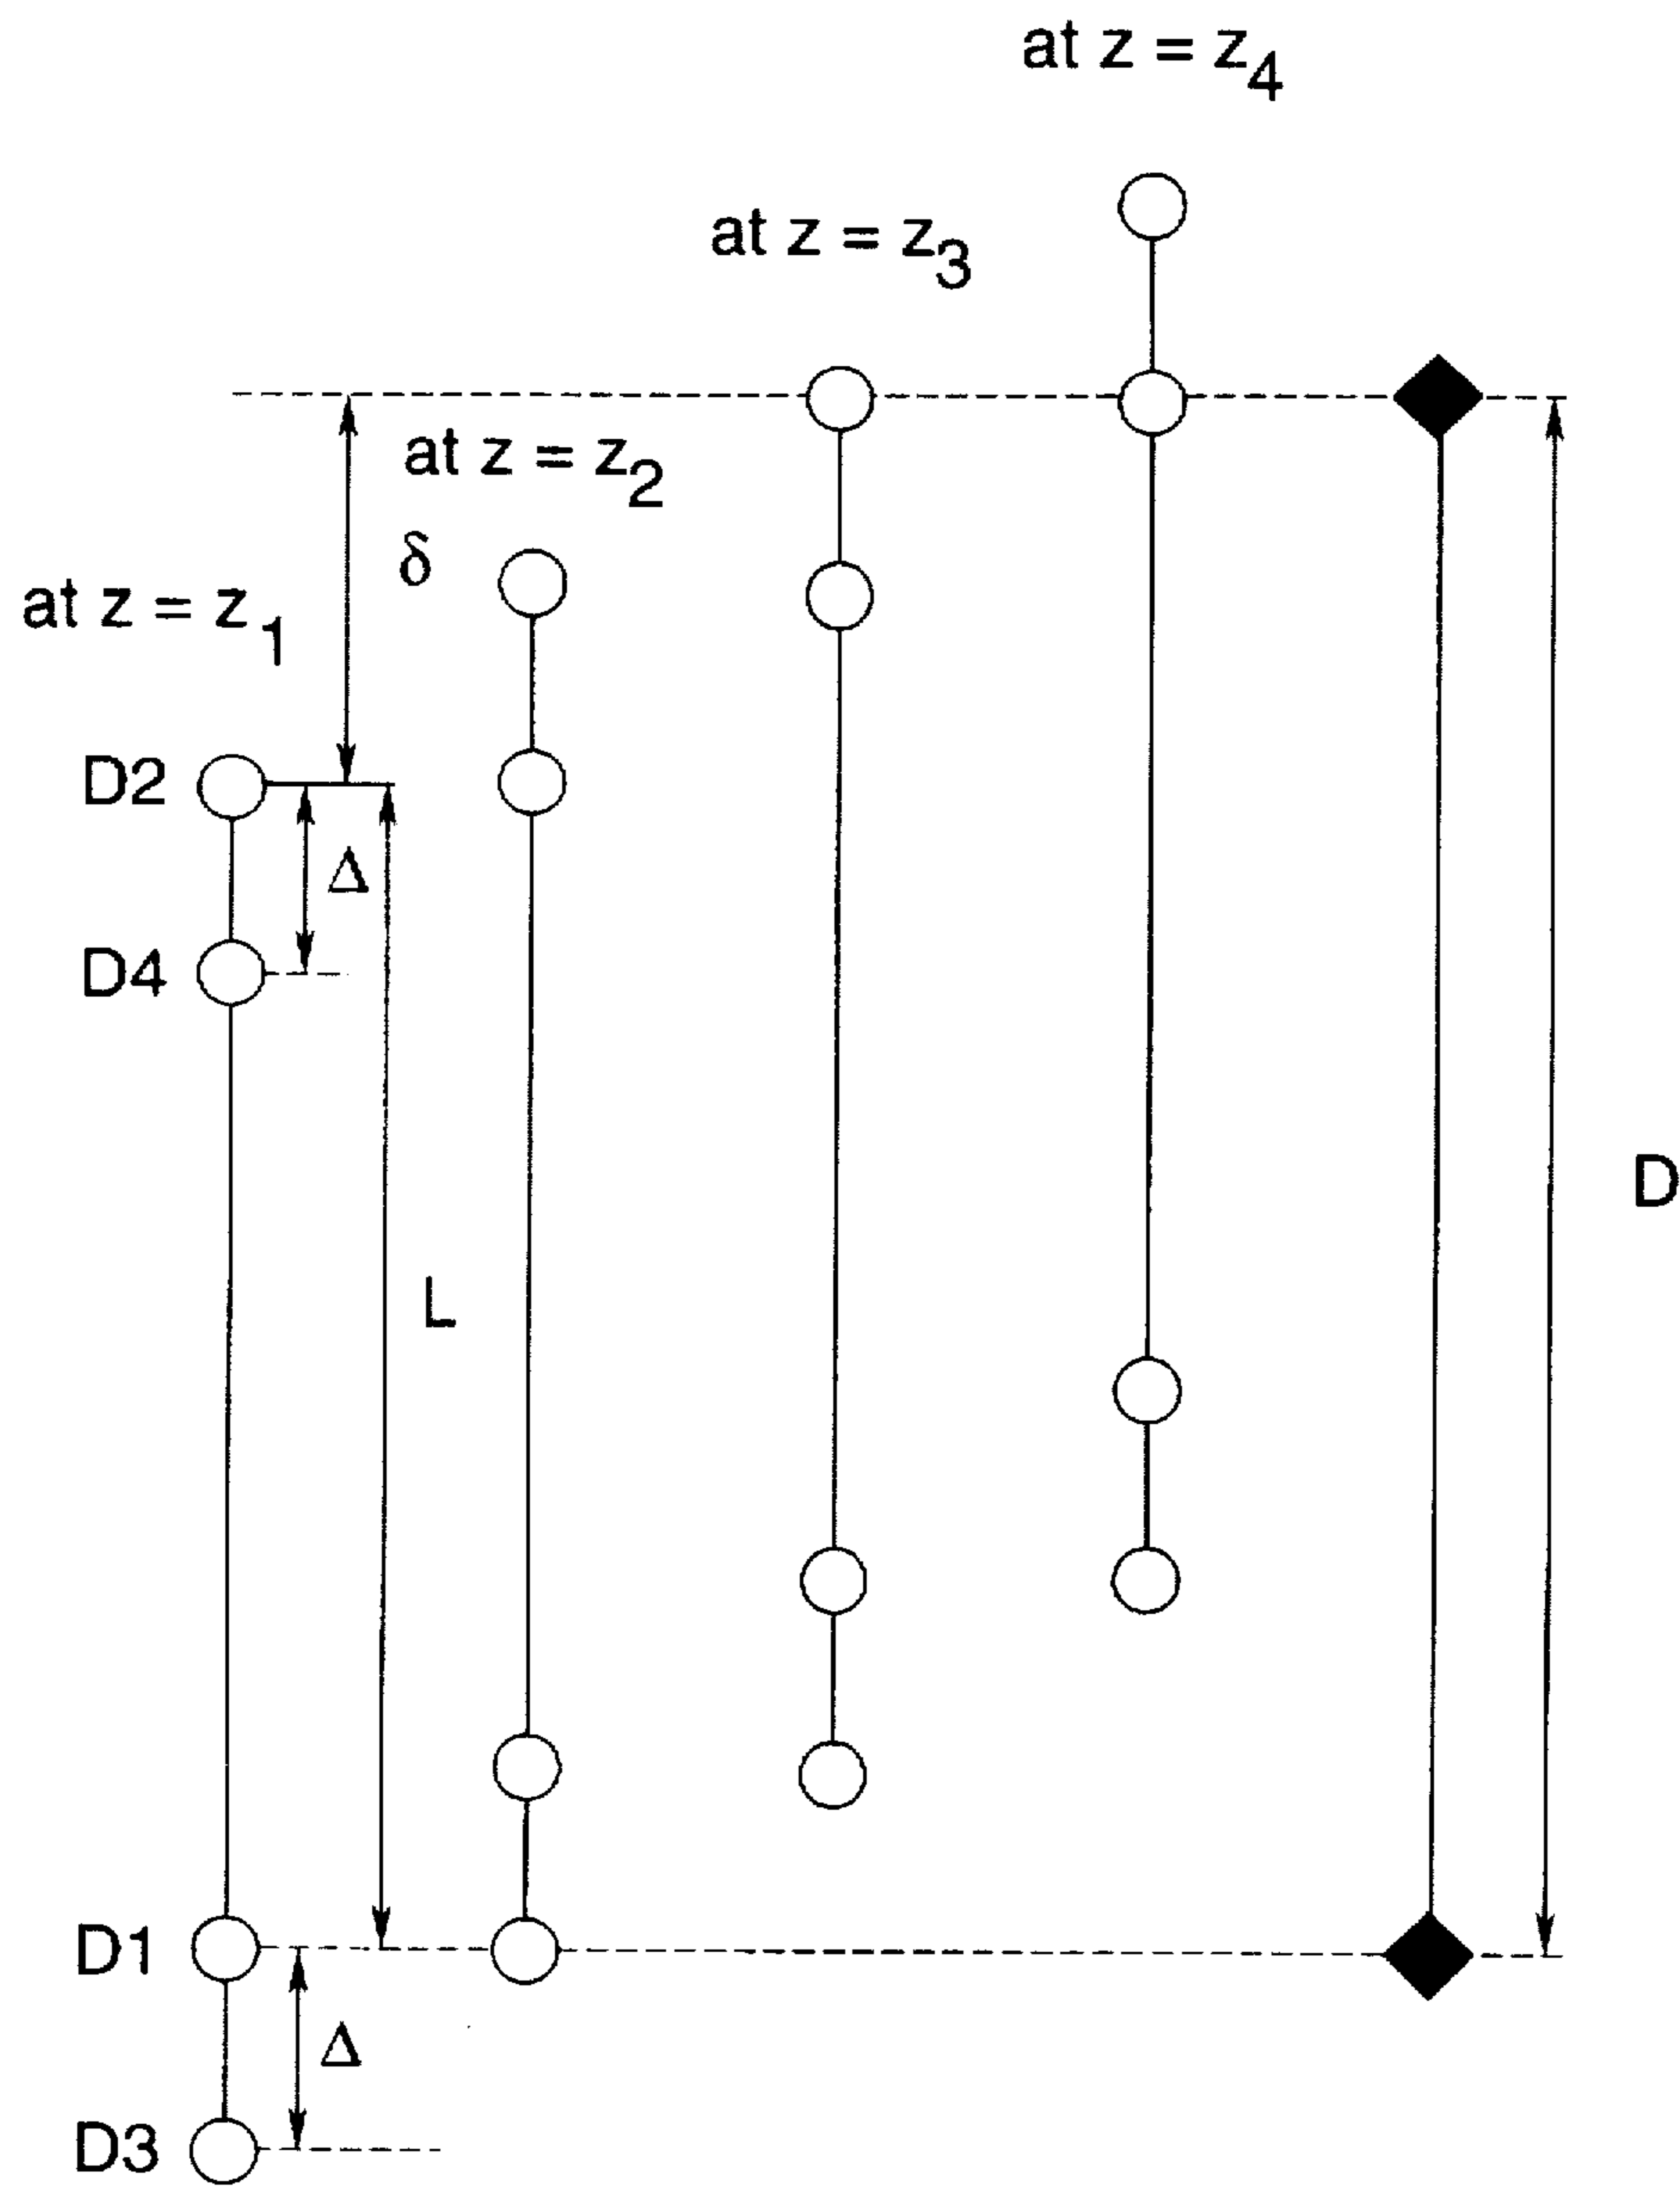 at z = z4
at z = z3
at z = z2
δ
at z = z1
D2
Δ
D4
D
L
D1
Δ
D3